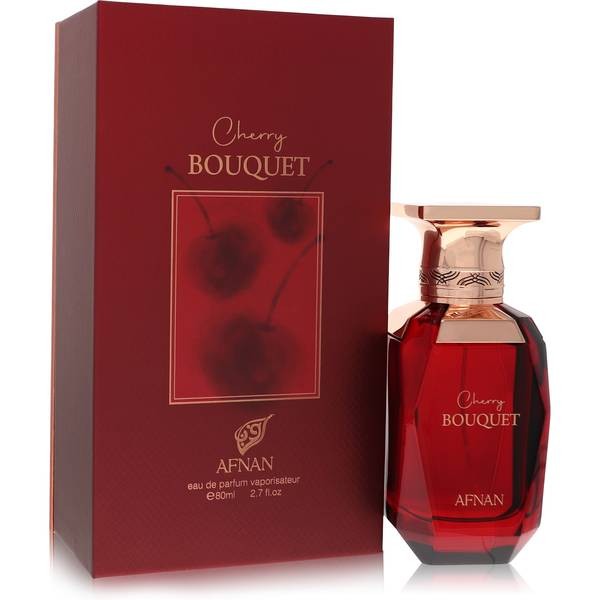 Cherry
BOUQUET
AFNAN
eau de parfum vaporisateur
℮80ml 2.7 fl.oz
Cherry
BOUQUET
AFNAN